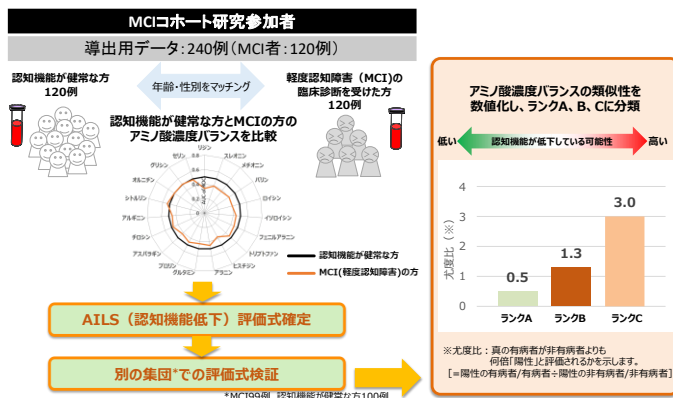 MCIコホート研究参加者
導出用データ:240例(MCI者:120例)
認知機能が健常な方
120例
年齢・性別をマッチング
軽度認知障害(MCI)の
臨床診断を受けた方
120例
認知機能が健常な方とMCIの方の
アミノ酸濃度バランスを比較
リジン
スレオニン
メチオニン
バリン
ロイシン
イソロイシン
フェニルアラニン
トリプトファン
ヒスチジン
アラニン
グルタミン
プロリン
アスパラギン
チロシン
アルギニン
シトルリン
オルニチン
グリシン
セリン
0.8
0.6
0
認知機能が健常な方
MCI(軽度認知障害)の方
AILS(認知機能低下)評価式確定
別の集団*での評価式検証
*MCI99例、認知機能が健常な方100例
アミノ酸濃度バランスの類似性を
数値化し、ランクA、B、Cに分類
低い 認知機能が低下している可能性 高い
尤度比(※)
4
3
2
1
0
0.5
1.3
3.0
ランクA ランクB ランクC
※尤度比:真の有病者が非有病者よりも
何倍「陽性」と評価されるかを示します。
[=陽性の有病者/有病者÷陽性の非有病者/非有病者]